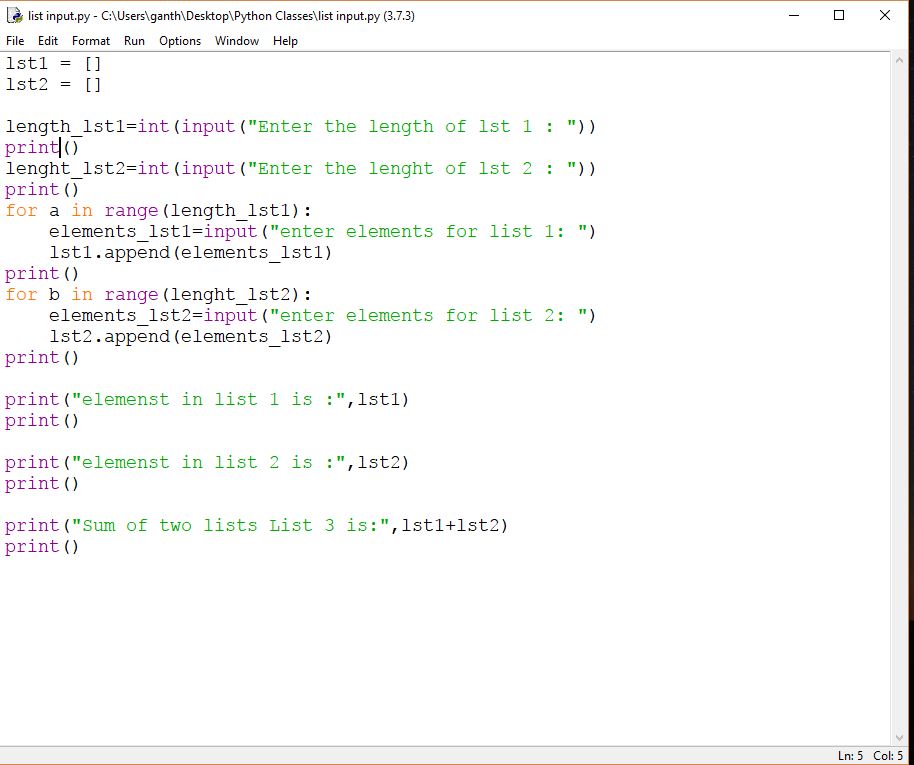 list input.py - C:\Users\ganth\Desktop\Python Classes\list input.py (3.7.3)
File Edit Format Run Options Window Help
lst1 = []
lst2 = []

length_lst1=int(input("Enter the length of lst 1 : "))
print()
lenght_lst2=int(input("Enter the lenght of lst 2 : "))
print()
for a in range(length_lst1):
    elements_lst1=input("enter elements for list 1: ")
    lst1.append(elements_lst1)
print()
for b in range(lenght_lst2):
    elements_lst2=input("enter elements for list 2: ")
    lst2.append(elements_lst2)
print()

print("elemenst in list 1 is :",lst1)
print()

print("elemenst in list 2 is :",lst2)
print()

print("Sum of two lists List 3 is:",lst1+lst2)
print()
Ln: 5 Col: 5